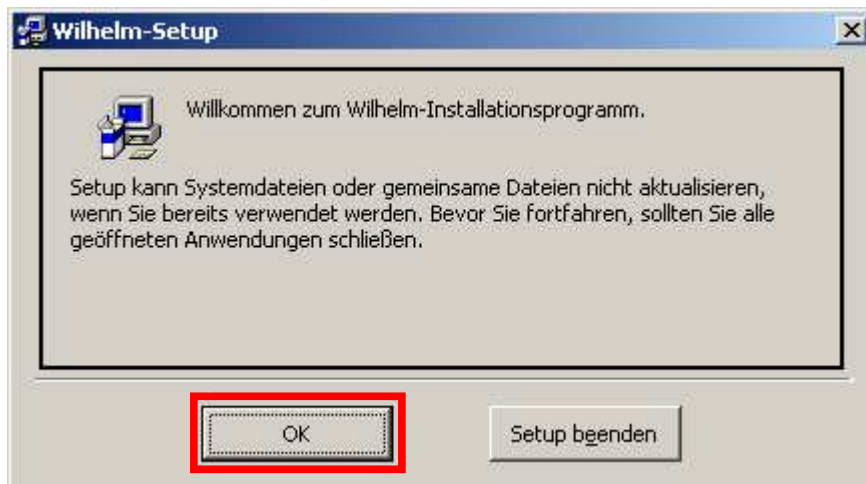 Wilhelm-Setup
Willkommen zum Wilhelm-Installationsprogramm.
Setup kann Systemdateien oder gemeinsame Dateien nicht aktualisieren,
wenn Sie bereits verwendet werden. Bevor Sie fortfahren, sollten Sie alle
geöffneten Anwendungen schließen.
OK
Setup beenden